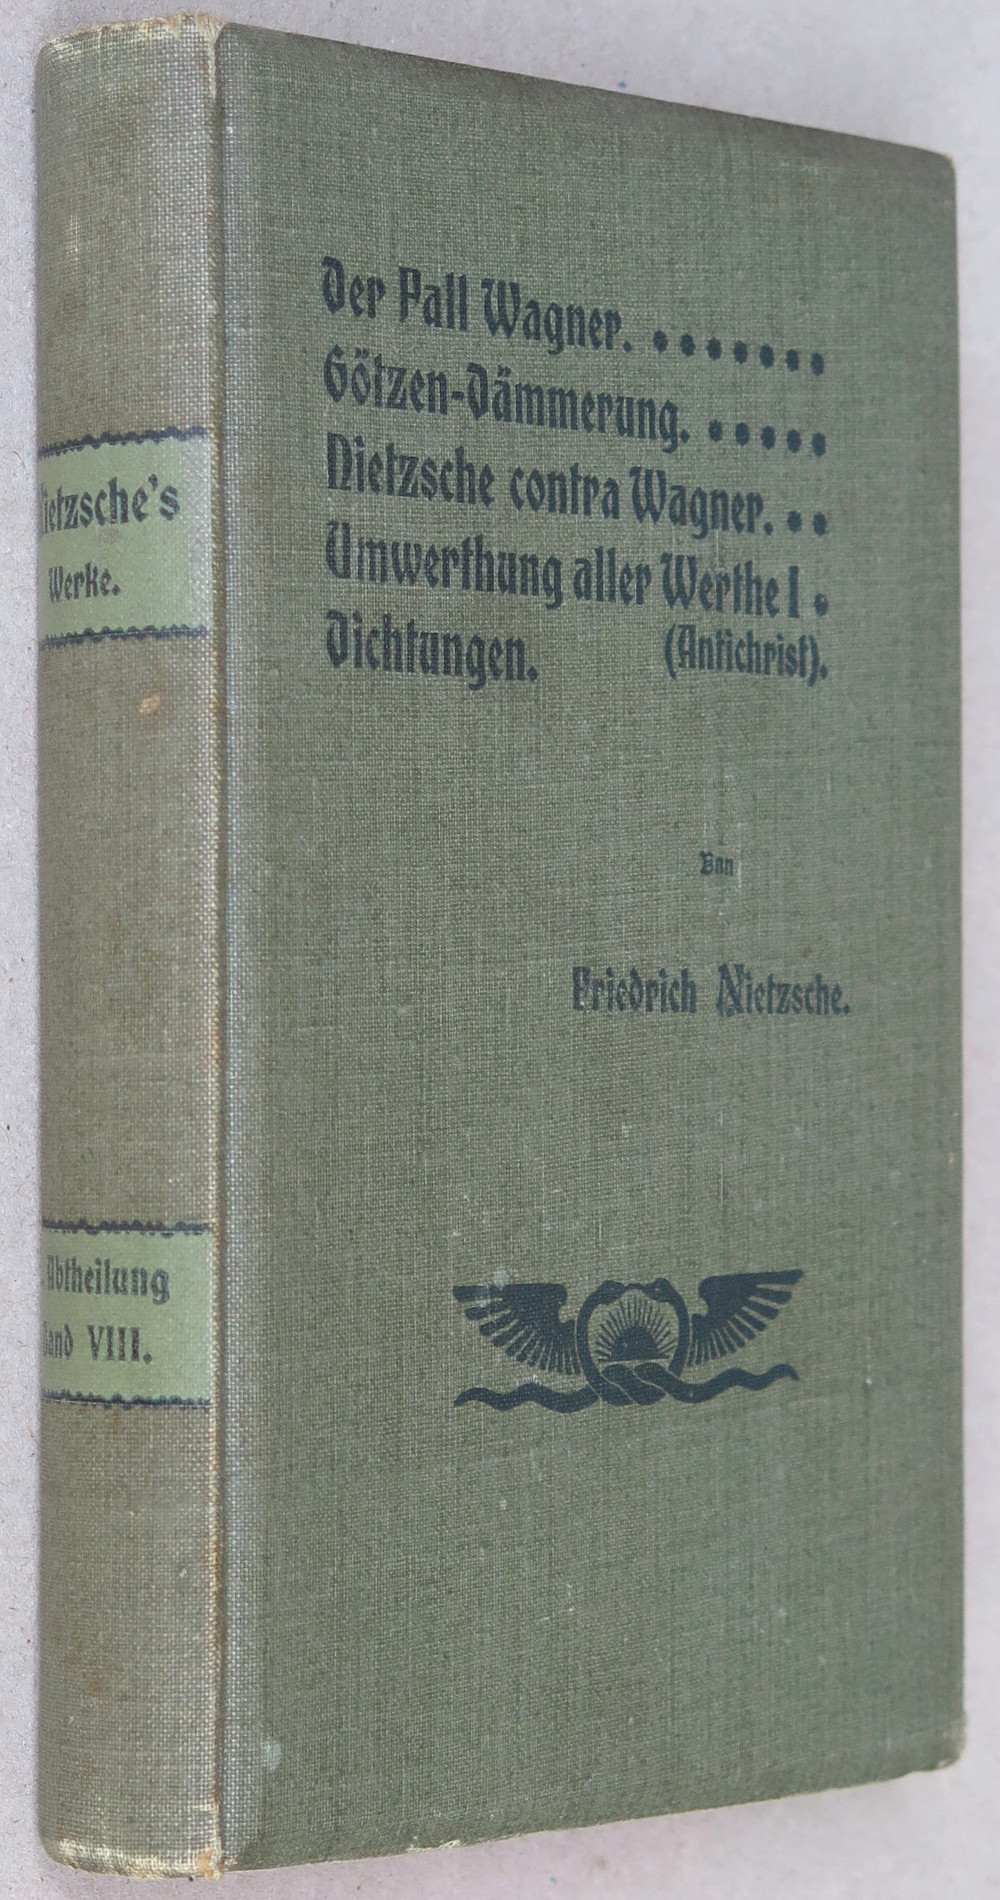 Nietzsche's
Werke.
Abtheilung
Band VIII.
Der Fall Wagner. .......
Götzen-Dämmerung. .....
Nietzsche contra Wagner. ..
Umwerthung aller Werthe I .
Dichtungen. (Antichrist).
Von
Friedrich Nietzsche.